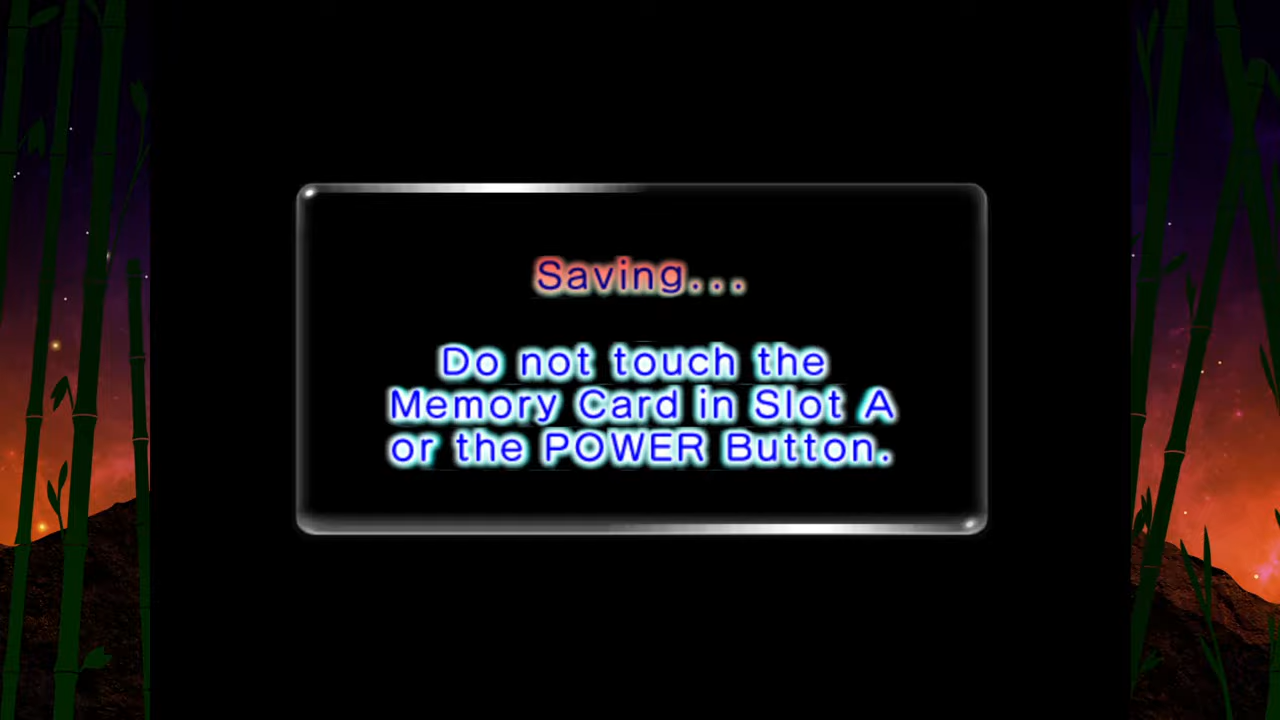 Saving...
Do not touch the
Memory Card in Slot A
or the POWER Button.